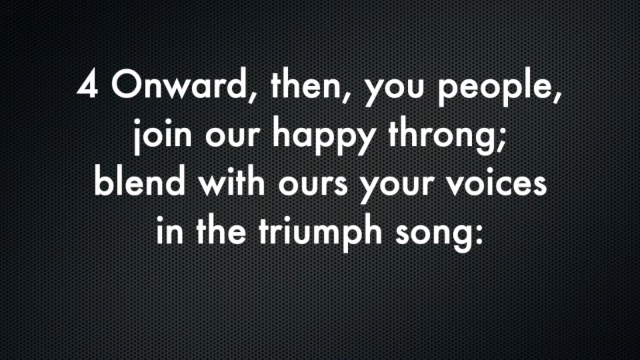 4 Onward, then, you people,
join our happy throng;
blend with ours your voices
in the triumph song: